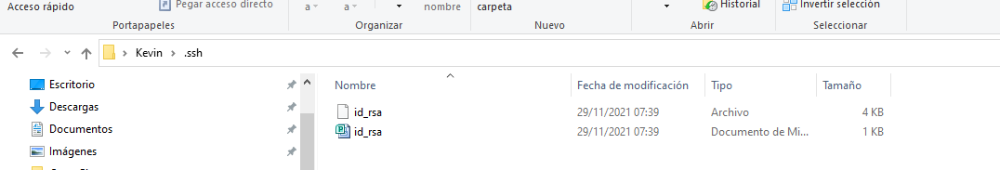 Acceso rápido
Pegar acceso directo
a
a
nombre
carpeta
Historial
Invertir selección
Portapapeles
Organizar
Nuevo
Abrir
Seleccionar
Kevin
.ssh
Escritorio
Descargas
Documentos
Imágenes
Nombre
Fecha de modificación
Tipo
Tamaño
id_rsa
29/11/2021 07:39
Archivo
4 KB
id_rsa
29/11/2021 07:39
Documento de Mi...
1 KB